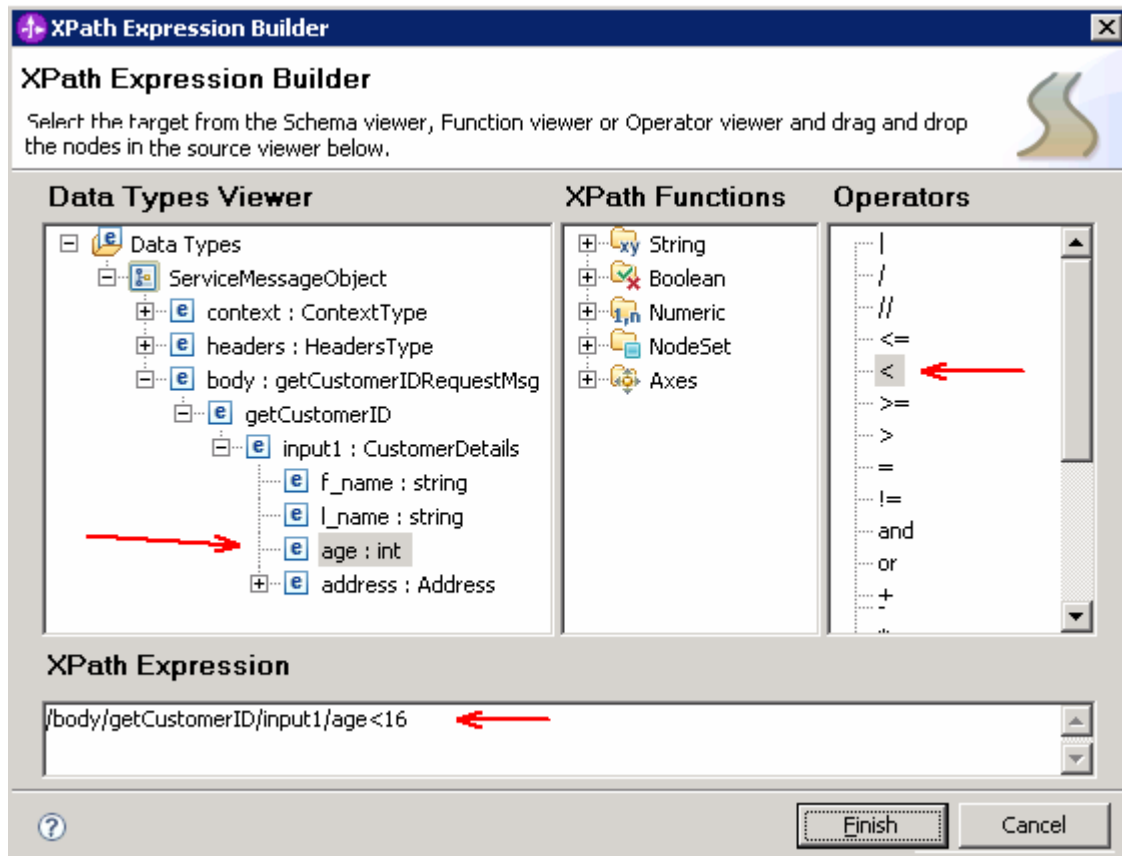 XPath Expression Builder
XPath Expression Builder
Select the target from the Schema viewer, Function viewer or Operator viewer and drag and drop
the nodes in the source viewer below.
Data Types Viewer
Data Types
ServiceMessageObject
context : ContextType
headers : HeadersType
body : getCustomerIDRequestMsg
getCustomerID
input1 : CustomerDetails
f_name : string
l_name : string
age : int
address : Address
XPath Functions
String
Boolean
Numeric
NodeSet
Axes
Operators
|
/
//
<=
<
>=
>
=
!=
and
or
+
-
XPath Expression
/body/getCustomerID/input1/age<16
Finish
Cancel